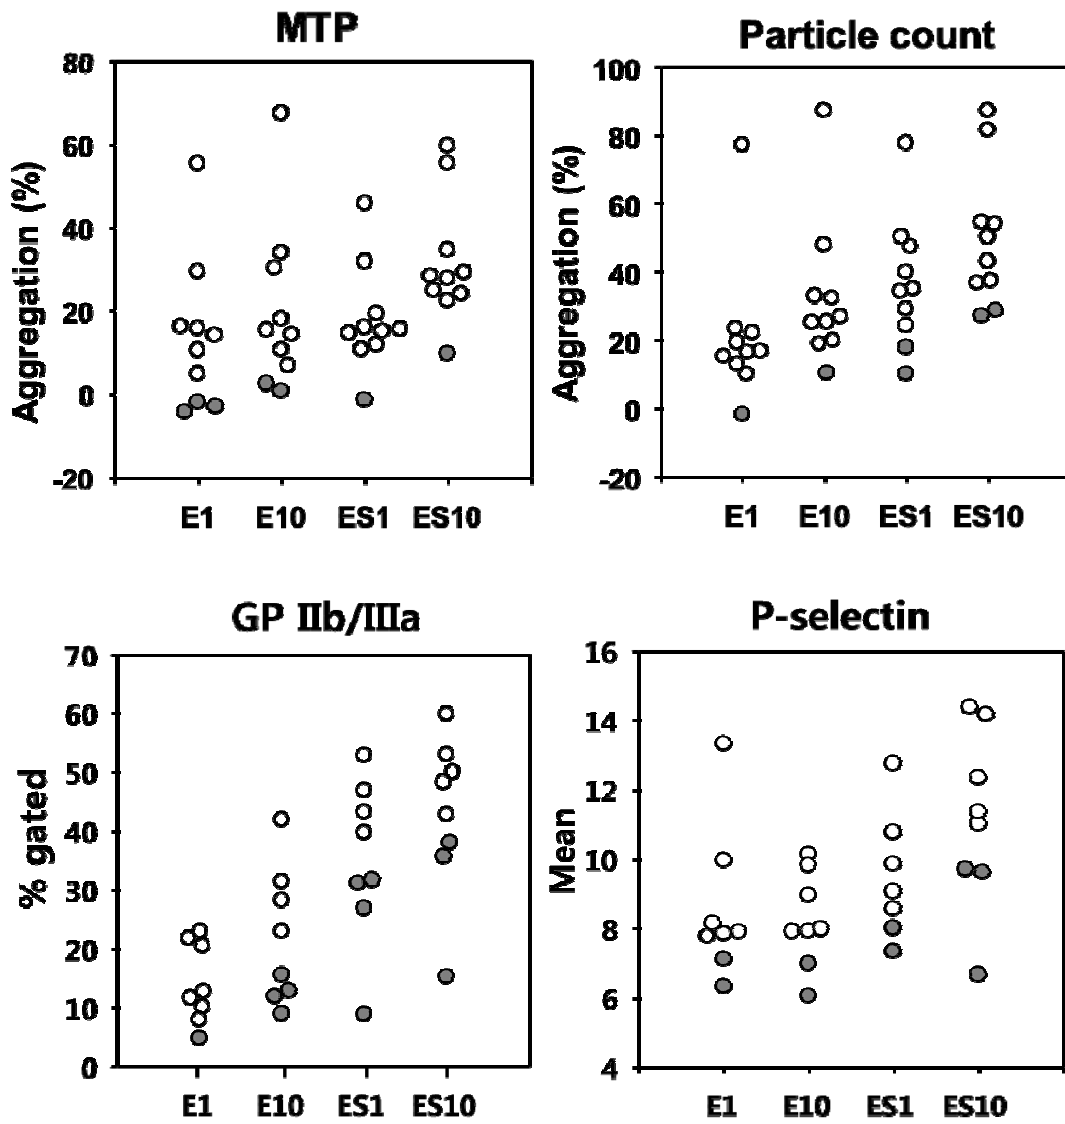 MTP
Aggregation (%)
80
60
40
20
0
-20
E1 E10 ES1 ES10
Particle count
Aggregation (%)
100
80
60
40
20
0
-20
E1 E10 ES1 ES10
GP IIb/IIIa
% gated
70
60
50
40
30
20
10
0
E1 E10 ES1 ES10
P-selectin
Mean
16
14
12
10
8
6
4
E1 E10 ES1 ES10